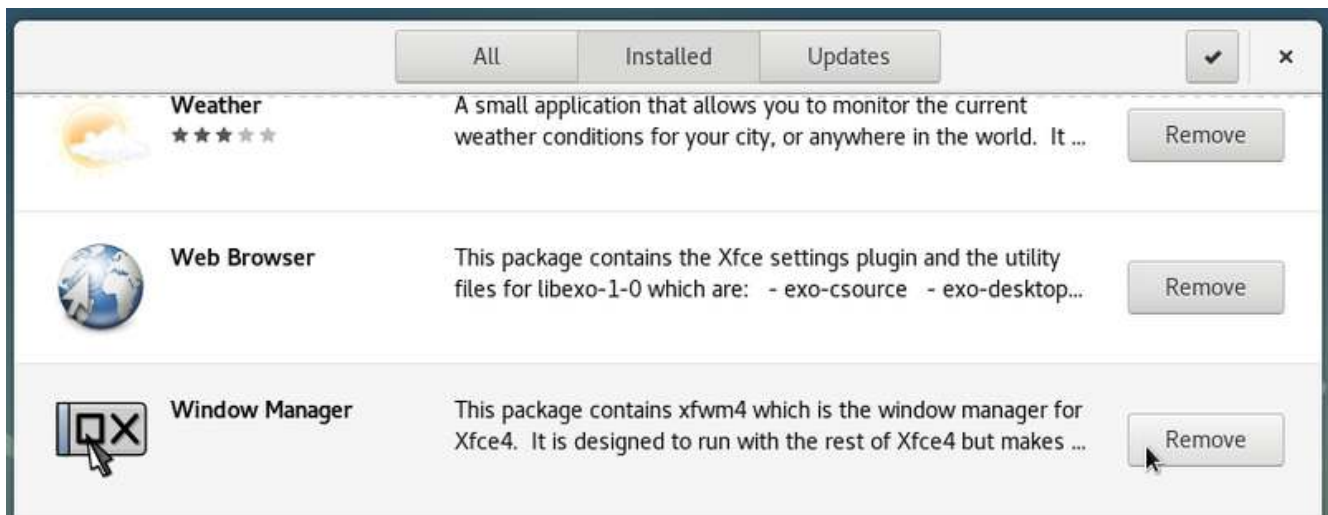 All Installed Updates
Weather
A small application that allows you to monitor the current
weather conditions for your city, or anywhere in the world.  It ...
Remove
Web Browser
This package contains the Xfce settings plugin and the utility
files for libexo-1-0 which are:   - exo-csource   - exo-desktop...
Remove
Window Manager
This package contains xfwm4 which is the window manager for
Xfce4.  It is designed to run with the rest of Xfce4 but makes ...
Remove